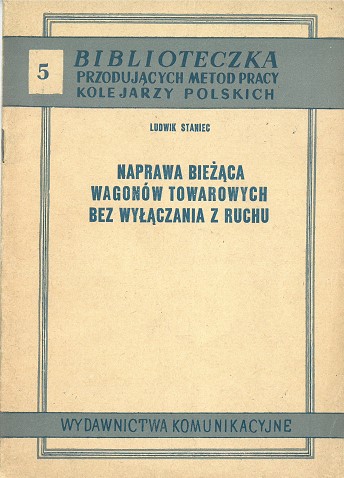 5
BIBLIOTECZKA
PRZODUJĄCYCH METOD PRACY
KOLEJARZY POLSKICH
LUDWIK STANIEC
NAPRAWA BIEŻĄCA
WAGONÓW TOWAROWYCH
BEZ WYŁĄCZANIA Z RUCHU
WYDAWNICTWA KOMUNIKACYJNE